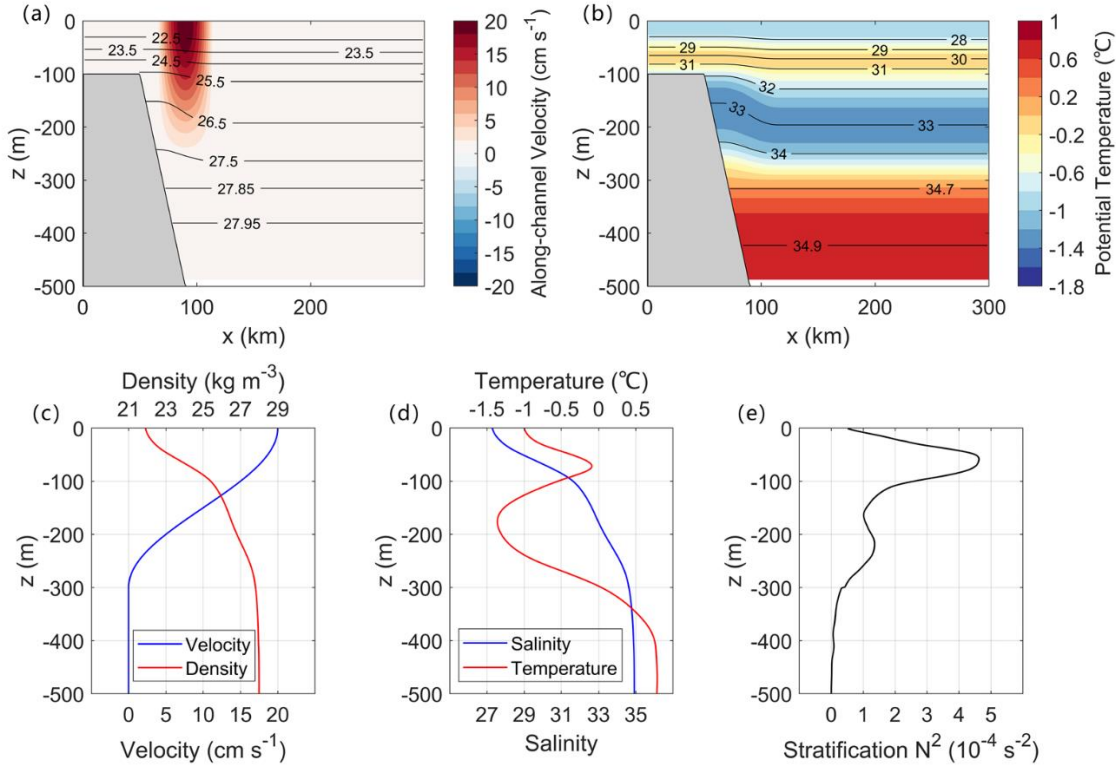 (a)
22.5
23.5 23.5
24.5
25.5
26.5
27.5
27.85
27.95
0
-100
-200
-300
-400
-500
z (m)
0 100 200
x (km)
20
15
10
5
0
-5
-10
-15
-20
Along-channel Velocity (cm s-1)
(b)
28
29 29
30
31 31
32
33 33
34
34.7
34.9
0
-100
-200
-300
-400
-500
z (m)
0 100 200 300
x (km)
1
0.6
0.2
-0.2
-0.6
-1
-1.4
-1.8
Potential Temperature (℃)
Density (kg m-3)
(c) 21 23 25 27 29
0
-100
-200
-300
-400
-500
z (m)
Velocity
Density
0 5 10 15 20
Velocity (cm s-1)
Temperature (℃)
(d) -1.5 -1 -0.5 0 0.5
0
-100
-200
-300
-400
-500
z (m)
Salinity
Temperature
27 29 31 33 35
Salinity
(e)
0
-100
-200
-300
-400
-500
z (m)
0 1 2 3 4 5
Stratification N2 (10-4 s-2)